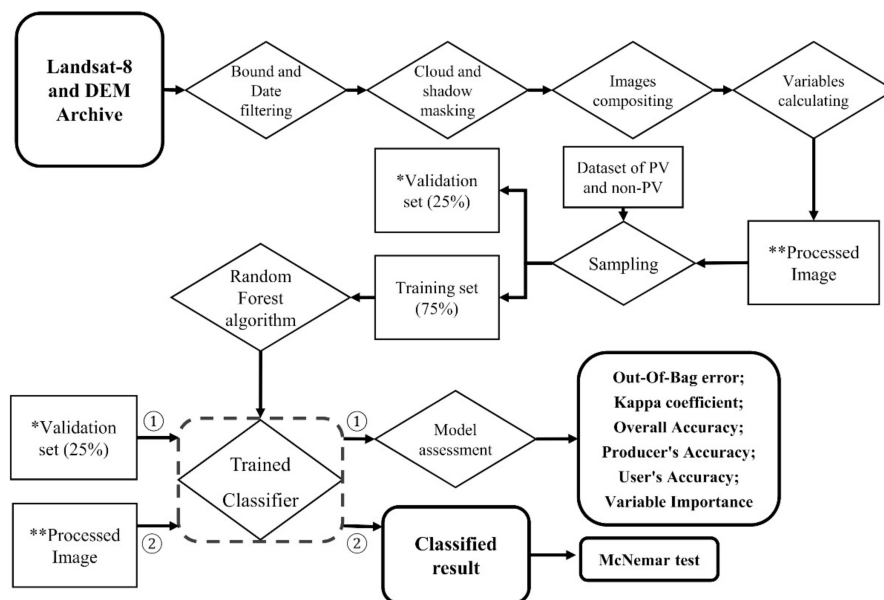 Landsat-8
and DEM
Archive
Bound and
Date
filtering
Cloud and
shadow
masking
Images
compositing
Variables
calculating
*Validation
set (25%)
Dataset of PV
and non-PV
Sampling
**Processed
Image
Random
Forest
algorithm
Training set
(75%)
*Validation
set (25%)
①
Trained
Classifier
①
Model
assessment
Out-Of-Bag error;
Kappa coefficient;
Overall Accuracy;
Producer's Accuracy;
User's Accuracy;
Variable Importance
**Processed
Image
②
②
Classified
result
McNemar test